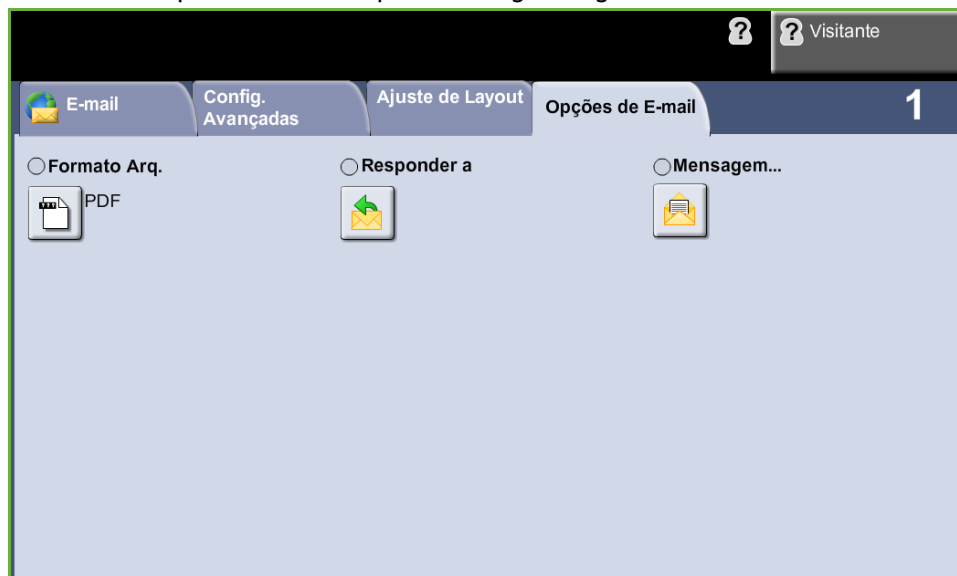 Visitante
E-mail
Config.
Avançadas
Ajuste de Layout
Opções de E-mail
1
Formato Arq.
Responder a
Mensagem...
PDF